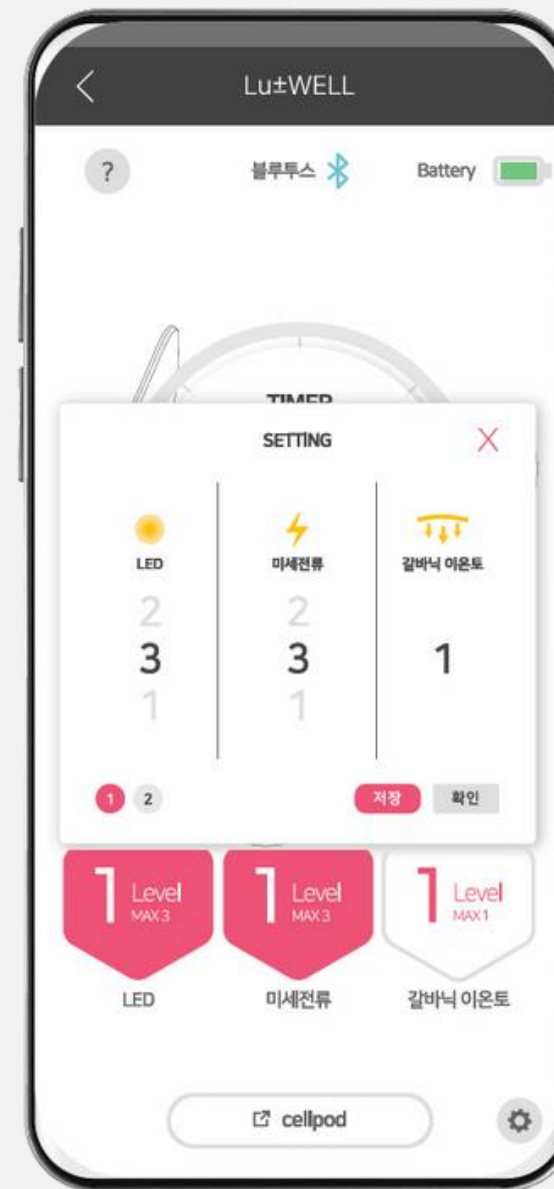 Lu±WELL
?
블루투스
Battery
TIMER
SETTING X
LED 미세전류 갈바닉 이온토
2 2
3 3 1
1 1
1 2 저장 확인
1 Level MAX 3
1 Level MAX 3
1 Level MAX 1
LED 미세전류 갈바닉 이온토
cellpod